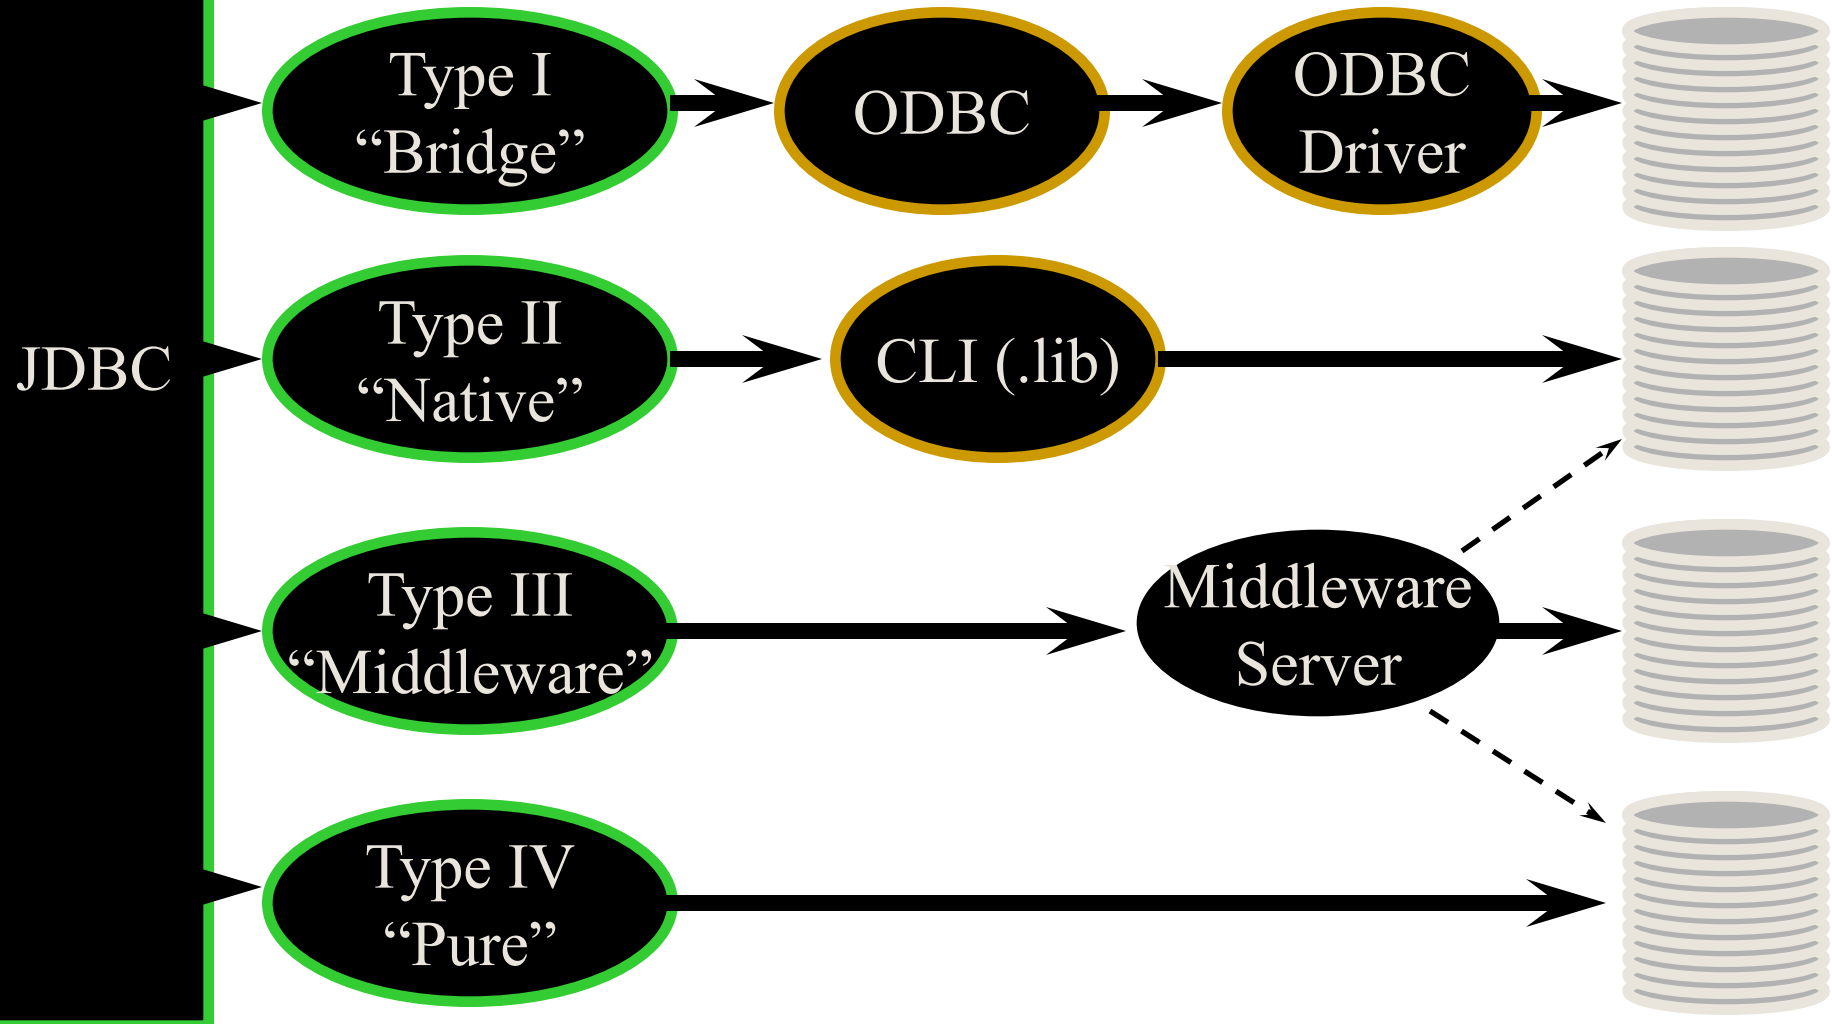 Type I
“Bridge”
ODBC
ODBC
Driver
JDBC
Type II
“Native”
CLI (.lib)
Type III
“Middleware”
Middleware
Server
Type IV
“Pure”